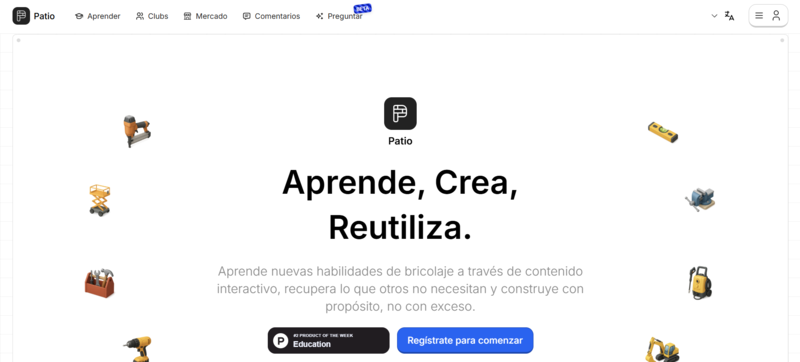 Patio
Aprender
Clubs
Mercado
Comentarios
Preguntar
BETA
Patio
Aprende, Crea,
Reutiliza.
Aprende nuevas habilidades de bricolaje a través de contenido
interactivo, recupera lo que otros no necesitan y construye con
propósito, no con exceso.
#3 PRODUCT OF THE WEEK
Education
Regístrate para comenzar